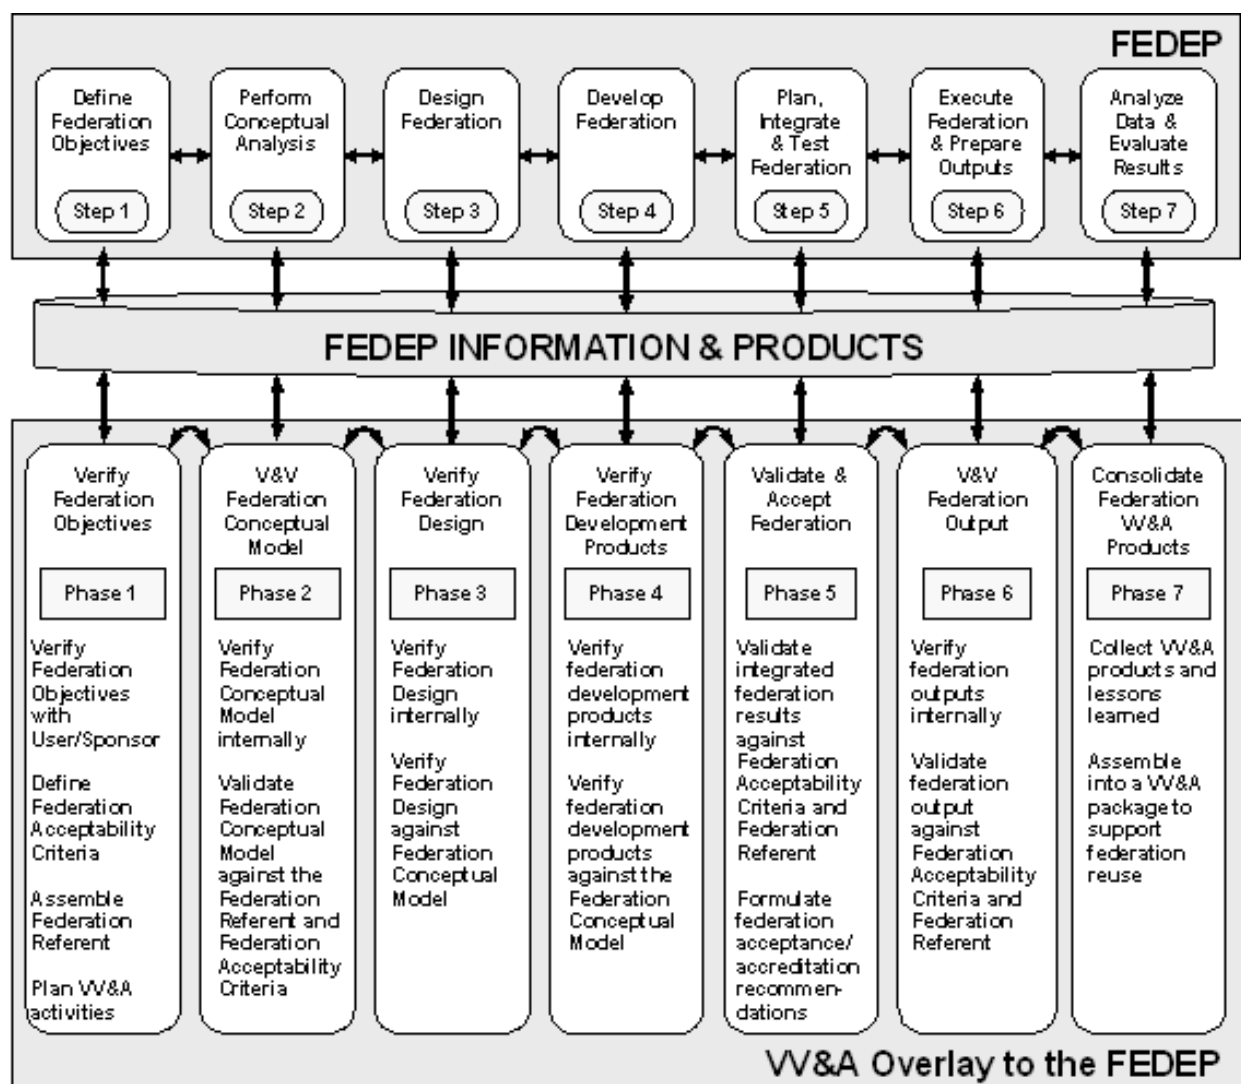 FEDEP
Define
Federation
Objectives
Step 1
Perform
Conceptual
Analysis
Step 2
Design
Federation
Step 3
Develop
Federation
Step 4
Plan,
Integrate
& Test
Federation
Step 5
Execute
Federation
& Prepare
Outputs
Step 6
Analyze
Data &
Evaluate
Results
Step 7
FEDEP INFORMATION & PRODUCTS
Verify
Federation
Objectives
Phase 1
Verify
Federation
Objectives
with
User/Sponsor
Define
Federation
Acceptability
Criteria
Assemble
Federation
Referent
Plan VV&A
activities
V&V
Federation
Conceptual
Model
Phase 2
Verify
Federation
Conceptual
Model
internally
Validate
Federation
Conceptual
Model
against the
Federation
Referent and
Federation
Acceptability
Criteria
Verify
Federation
Design
Phase 3
Verify
Federation
Design
internally
Verify
Federation
Design
against
Federation
Conceptual
Model
Verify
Federation
Development
Products
Phase 4
Verify
federation
development
products
internally
Verify
federation
development
products
against the
Federation
Conceptual
Model
Validate &
Accept
Federation
Phase 5
Validate
integrated
federation
results
against
Federation
Acceptability
Criteria and
Federation
Referent
Formulate
federation
acceptance/
accreditation
recommen-
dations
V&V
Federation
Output
Phase 6
Verify
federation
outputs
internally
Validate
federation
output
against
Federation
Acceptability
Criteria and
Federation
Referent
Consolidate
Federation
VV&A
Products
Phase 7
Collect VV&A
products and
lessons
learned
Assemble
into a VV&A
package to
support
federation
reuse
VV&A Overlay to the FEDEP